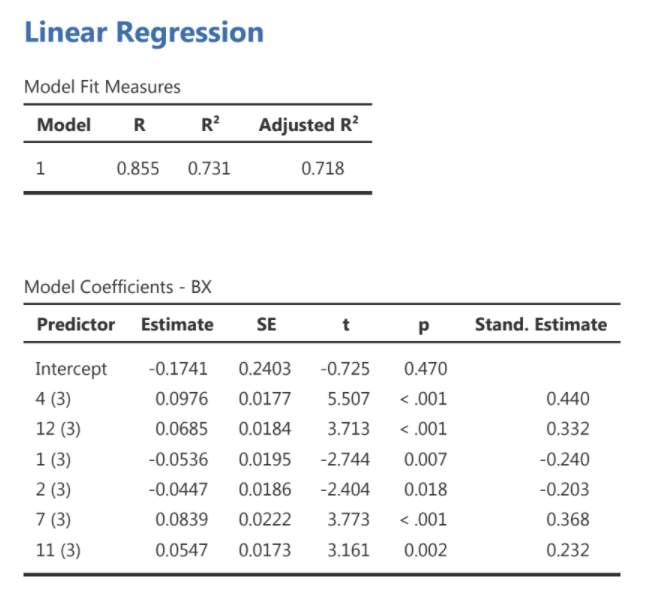 Linear Regression
Model Fit Measures
Model R R² Adjusted R²
1 0.855 0.731 0.718
Model Coefficients - BX
Predictor Estimate SE t p Stand. Estimate
Intercept -0.1741 0.2403 -0.725 0.470
4 (3) 0.0976 0.0177 5.507 < .001 0.440
12 (3) 0.0685 0.0184 3.713 < .001 0.332
1 (3) -0.0536 0.0195 -2.744 0.007 -0.240
2 (3) -0.0447 0.0186 -2.404 0.018 -0.203
7 (3) 0.0839 0.0222 3.773 < .001 0.368
11 (3) 0.0547 0.0173 3.161 0.002 0.232